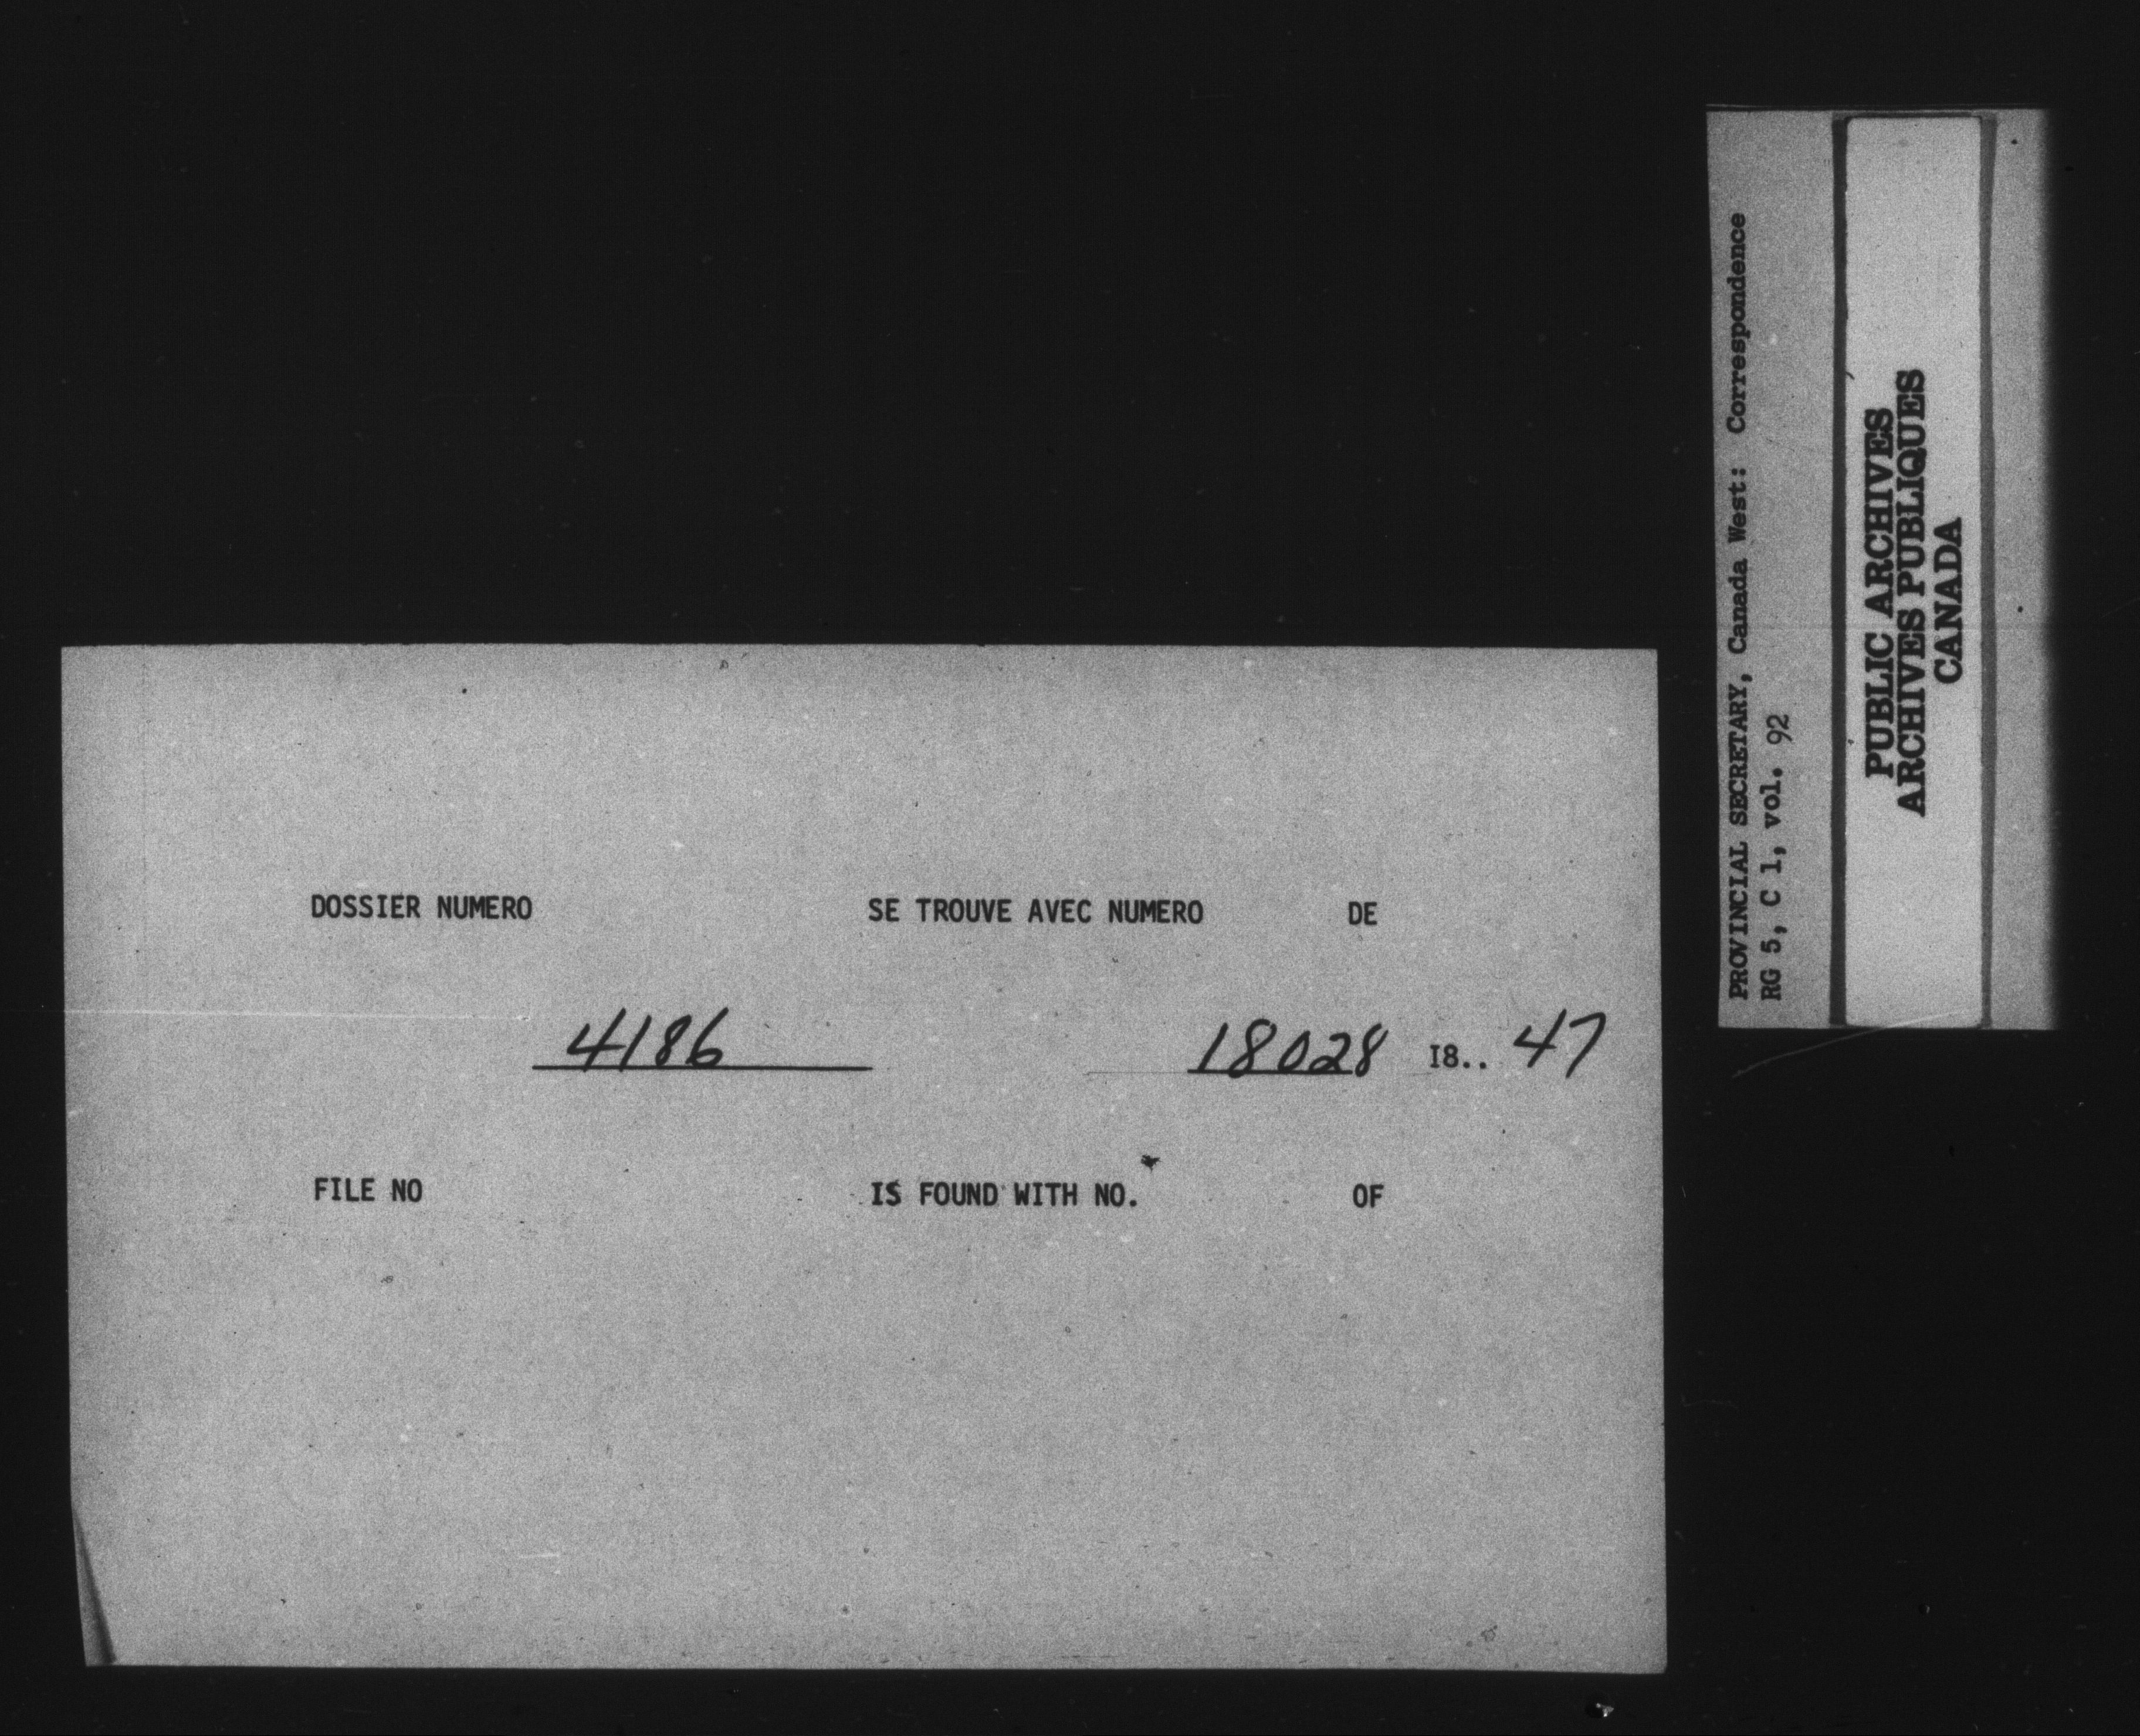 DOSSIER NUMERO SE TROUVE AVEC NUMERO DE
4186 18028 I8.. 47
FILE NO IS FOUND WITH NO. OF
PROVINCIAL SECRETARY, Canada West: Correspondence
RG 5, C 1, vol. 92
PUBLIC ARCHIVES
ARCHIVES PUBLIQUES
CANADA